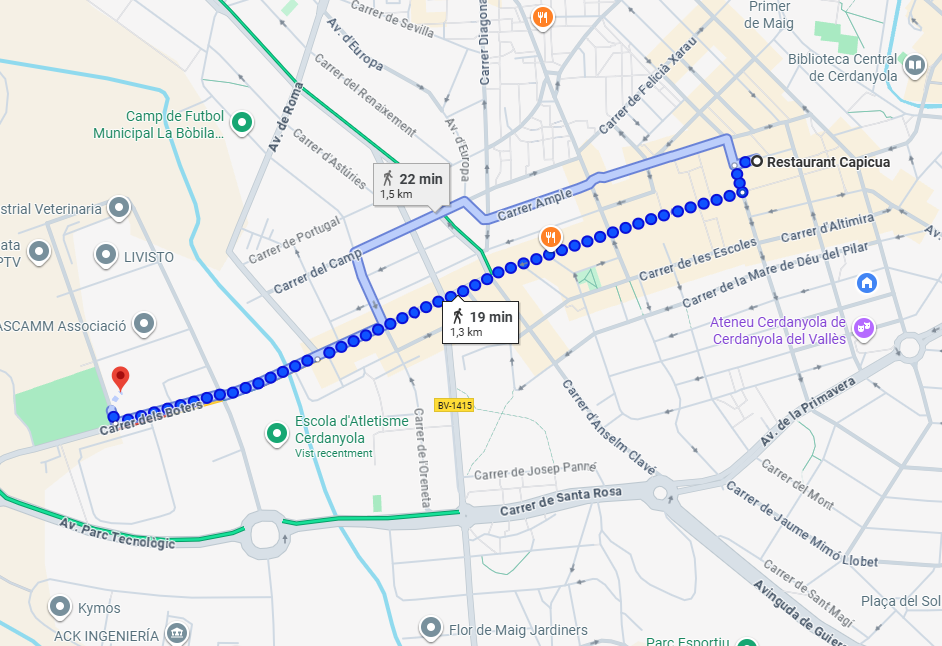 Carrer de Sevilla
Primer
de Maig
Av. d'Europa
Carrer Diagona
Biblioteca Central
de Cerdanyola
Carrer del Renaixement
Carrer de Felicia Xarau
Av. de Roma
Camp de Futbol
Municipal La Bòbila...
Carrer d'Astúries
Av. d'Europa
Restaurant Capicua
22 min
1,5 km
strial Veterinaria
Carrer Ample
Carrer de Portugal
Carrer d'Altimira
Av.
ata
PTV
LIVISTO
Carrer del Camp
Carrer de les Escoles
Carrer de la Mare de Déu del Pilar
19 min
1,3 km
ASCAMM Associació
Ateneu Cerdanyola de
Cerdanyola del Vallès
BV-1415
Carrer dels Boters
Escola d'Atletisme
Cerdanyola
Vist recentment
Carrer de l'Oreneta
Carrer d'Anselm Clavé
Av. de la Primavera
Carrer de Josep Panné
Carrer de Santa Rosa
Carrer del Mont
Carrer de Jaume Mimó Llobet
Av. Parc Tecnològic
Carrer de Sant Magí
Avinguda de Guier
Plaça del Sol
Kymos
ACK INGENIERÍA
Flor de Maig Jardiners
Parc Esportiu